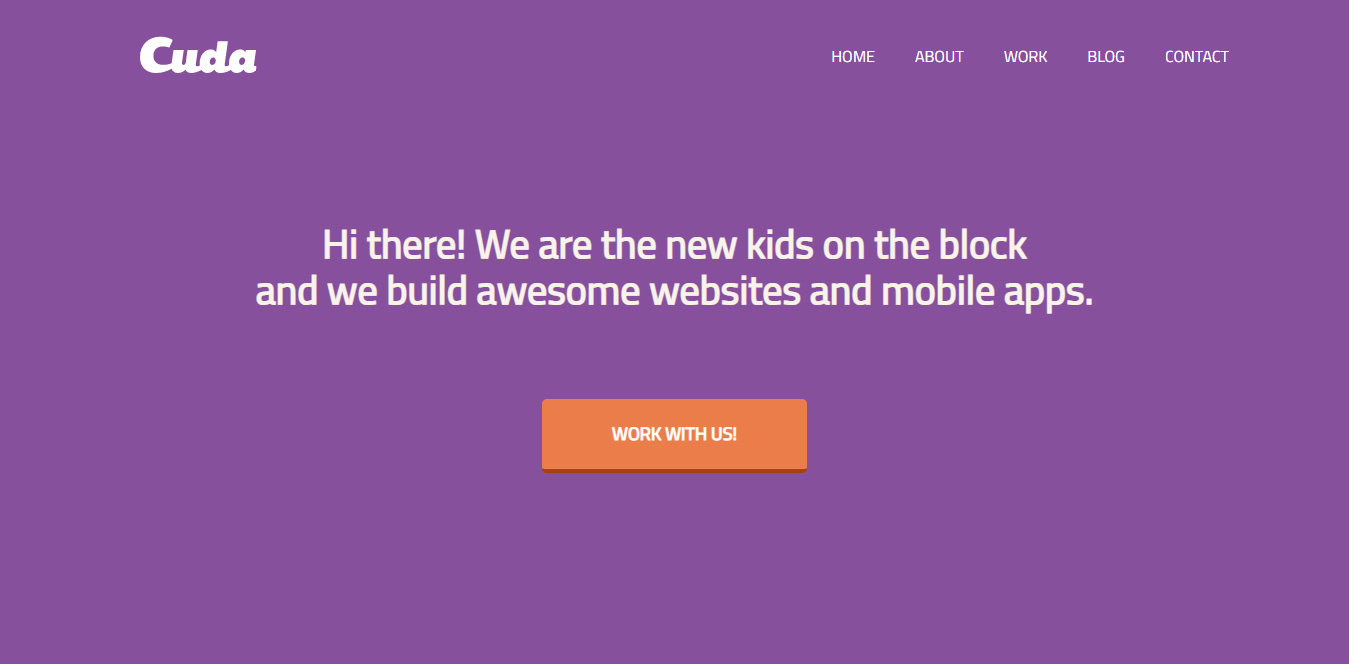 Cuda
HOME ABOUT WORK BLOG CONTACT
Hi there! We are the new kids on the block
and we build awesome websites and mobile apps.
WORK WITH US!